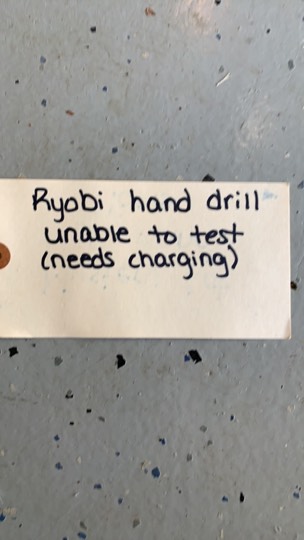 Ryobi hand drill
unable to test
(needs charging)